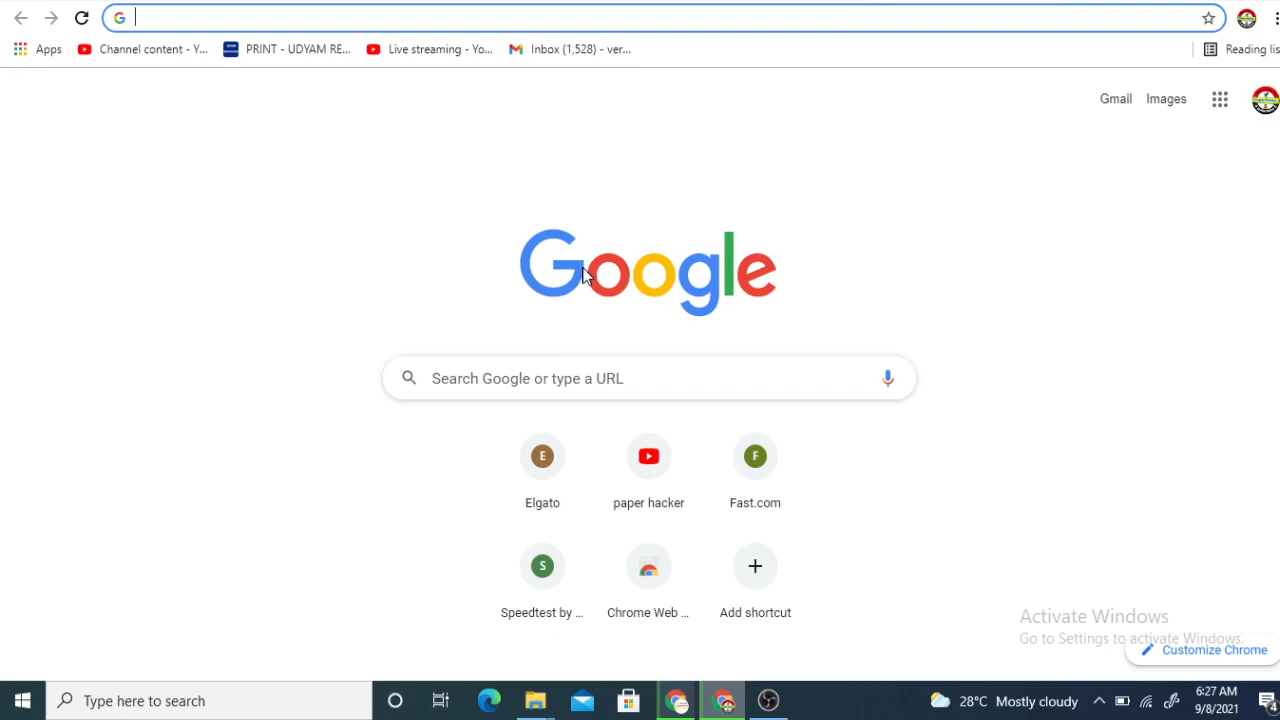 Apps Channel content - Y... PRINT - UDYAM RE... Live streaming - Yo... Inbox (1,528) - ver... Reading lis
Gmail Images
Google
Search Google or type a URL
E F
Elgato paper hacker Fast.com
S
Speedtest by ... Chrome Web ... Add shortcut
Activate Windows
Go to Settings to activate Windows.
Customize Chrome
Type here to search 28°C Mostly cloudy 6:27 AM
9/8/2021 4